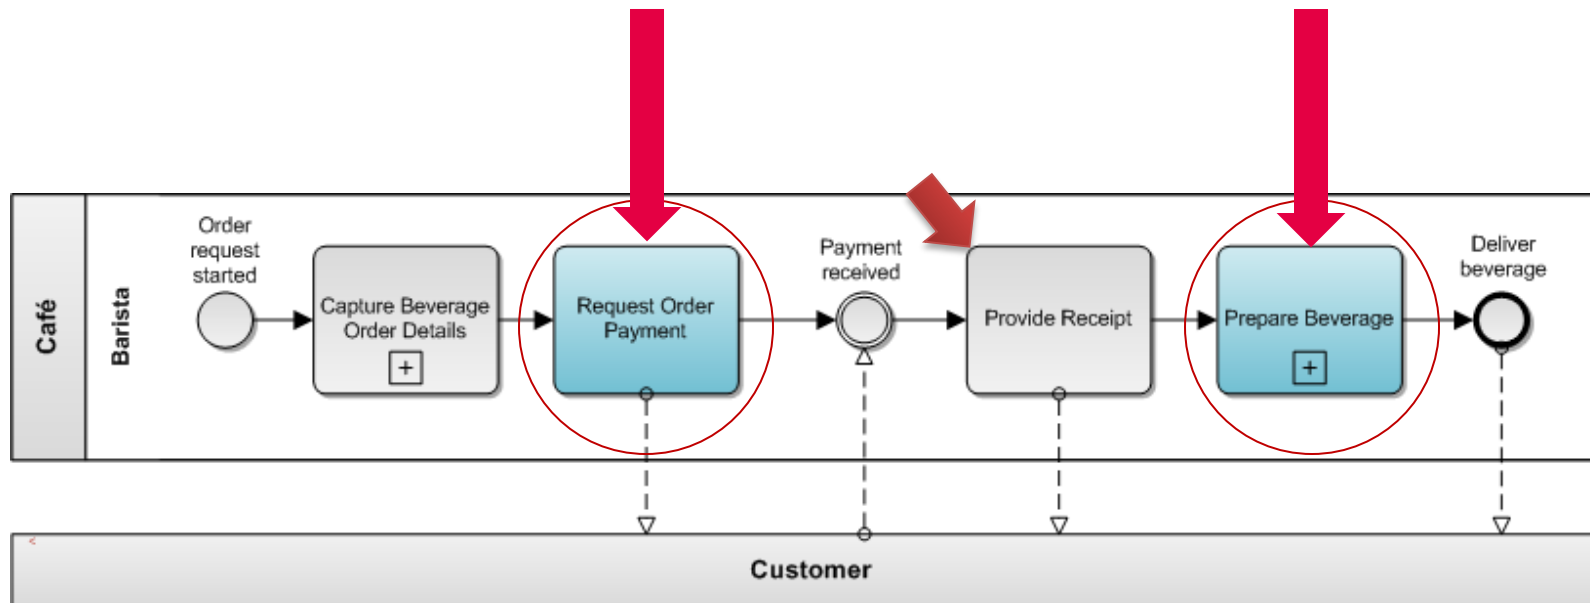 Café
Barista
Order
request
started
Capture Beverage
Order Details
+
Request Order
Payment
Payment
received
Provide Receipt
Prepare Beverage
+
Deliver
beverage
<
Customer